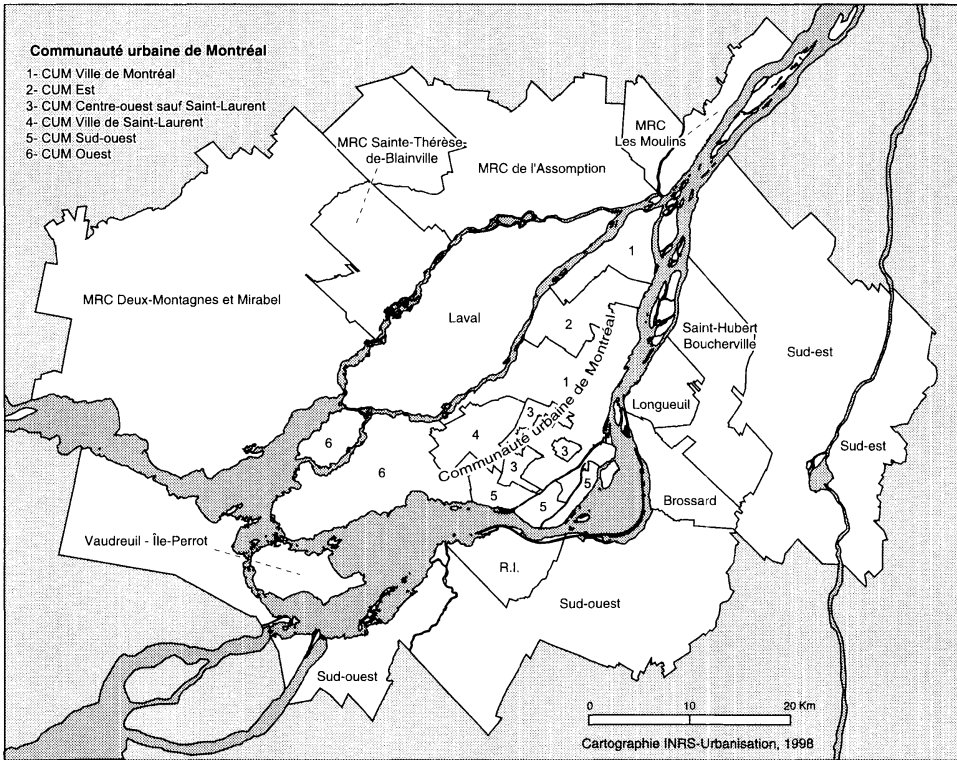 Communauté urbaine de Montréal
1- CUM Ville de Montréal
2- CUM Est
3- CUM Centre-ouest sauf Saint-Laurent
4- CUM Ville de Saint-Laurent
5- CUM Sud-ouest
6- CUM Ouest
MRC Sainte-Thérèse-
de-Blainville
MRC
Les Moulins
MRC de l'Assomption
MRC Deux-Montagnes et Mirabel
Laval
1
2
1
Saint-Hubert
Boucherville
Sud-est
Communauté urbaine de Montréal
Longueuil
3
4
3
3
6
6
5
5
5
Sud-est
Brossard
Vaudreuil - Île-Perrot
R.I.
Sud-ouest
Sud-ouest
0 10 20 Km
Cartographie INRS-Urbanisation, 1998